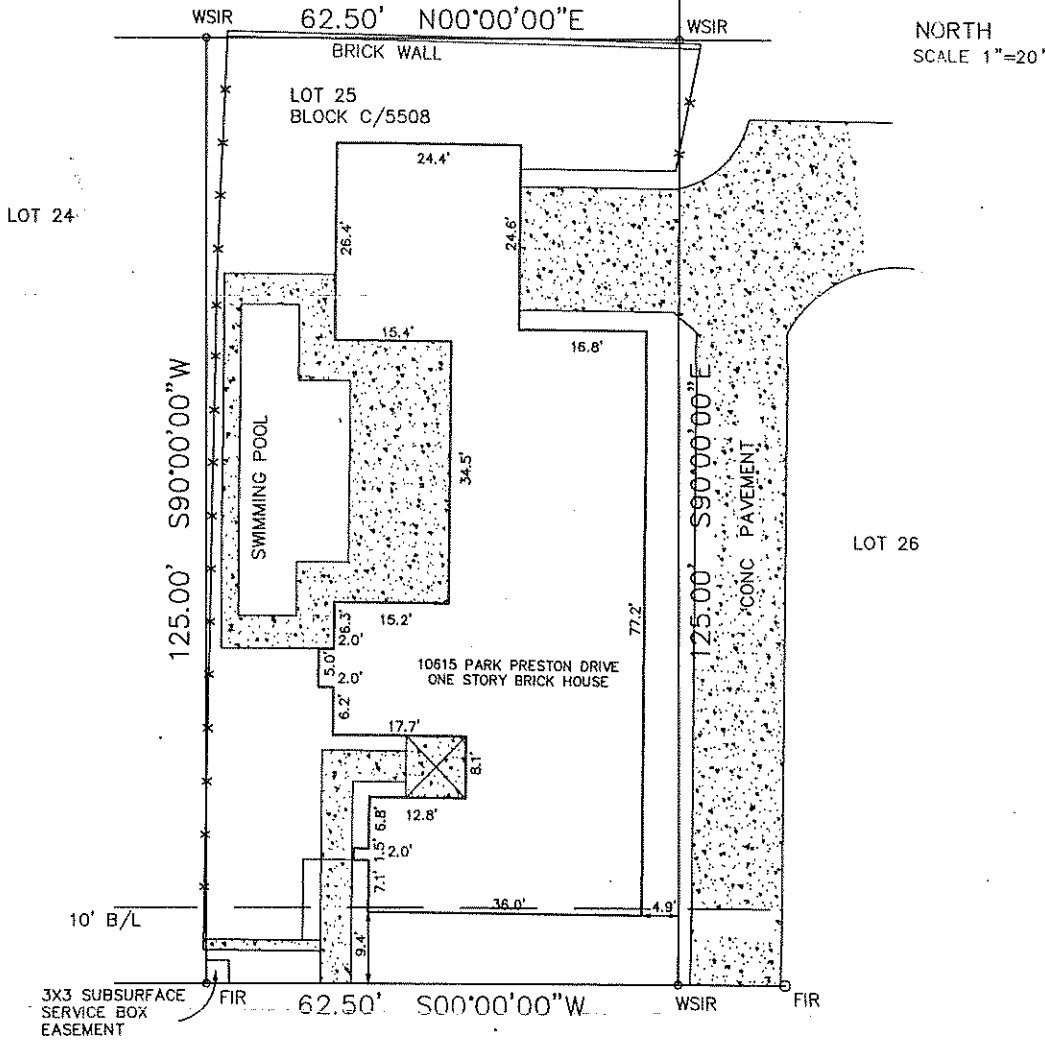 WSIR
62.50' N00°00'00"E
WSIR
NORTH
SCALE 1"=20'
BRICK WALL
LOT 25
BLOCK C/5508
24.4'
LOT 24
26.4'
24.6'
15.4'
16.8'
125.00' S90°00'00"W
SWIMMING POOL
34.5'
125.00' S90°00'00"E
CONC PAVEMENT
LOT 26
77.2'
15.2'
6.3'
2.0'
5.0'
2.0'
10615 PARK PRESTON DRIVE
ONE STORY BRICK HOUSE
6.2'
17.7'
8.1'
12.8'
6.8'
1.5'
2.0'
7.1'
10' B/L
36.0'
4.9'
9.4'
3X3 SUBSURFACE
SERVICE BOX
EASEMENT
FIR
62.50' S00°00'00"W
WSIR
FIR